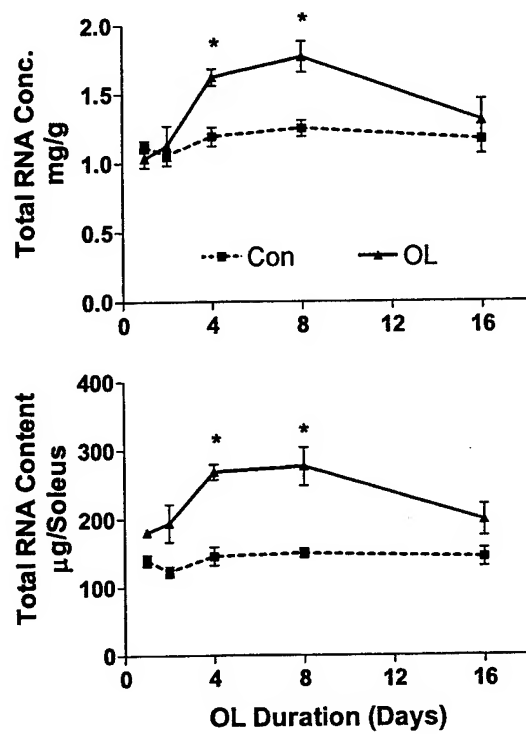 Total RNA Conc.
mg/g
2.0
1.5
1.0
0.5
0.0
* *
Con OL
0 4 8 12 16
Total RNA Content
µg/Soleus
400
300
200
100
0
* *
0 4 8 12 16
OL Duration (Days)